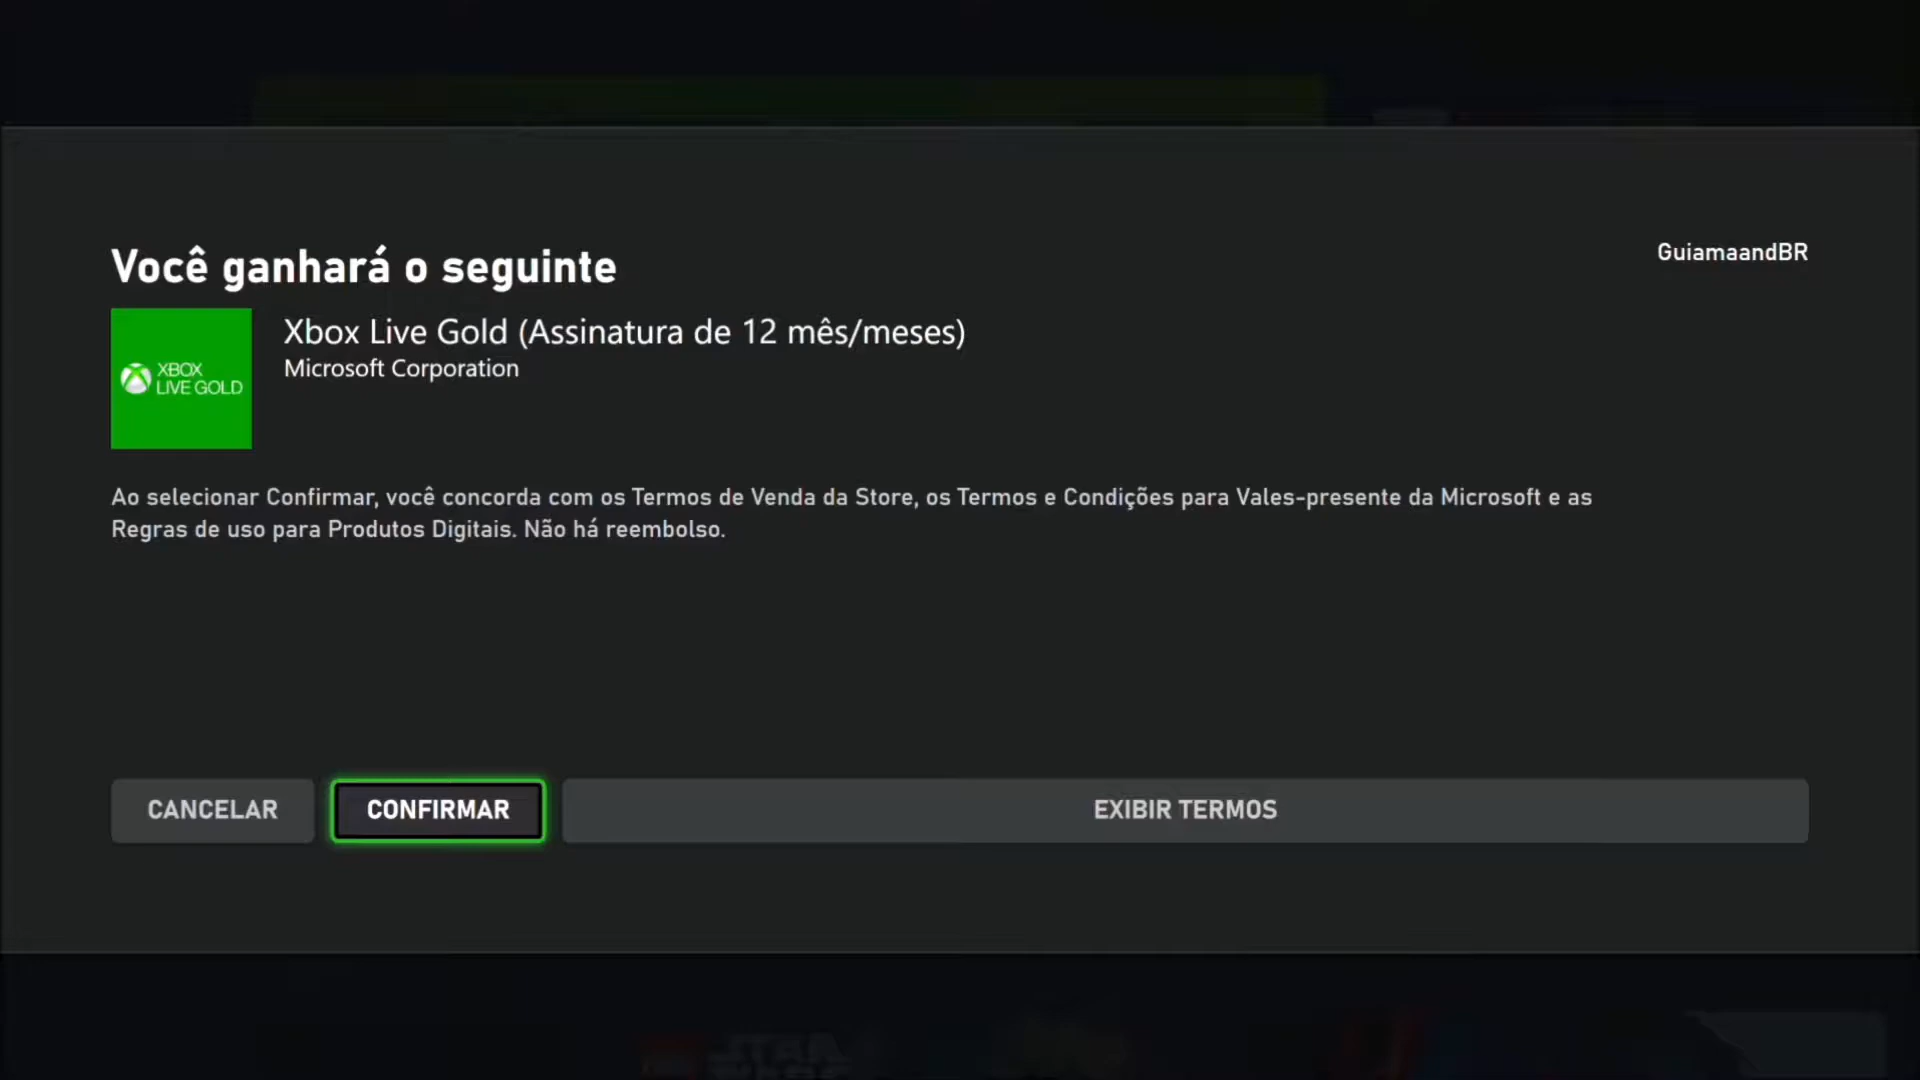 Você ganhará o seguinte
GuiamaandBR
Xbox Live Gold (Assinatura de 12 mês/meses)
Microsoft Corporation
XBOX
LIVE GOLD
Ao selecionar Confirmar, você concorda com os Termos de Venda da Store, os Termos e Condições para Vales-presente da Microsoft e as
Regras de uso para Produtos Digitais. Não há reembolso.
CANCELAR
CONFIRMAR
EXIBIR TERMOS
STAR